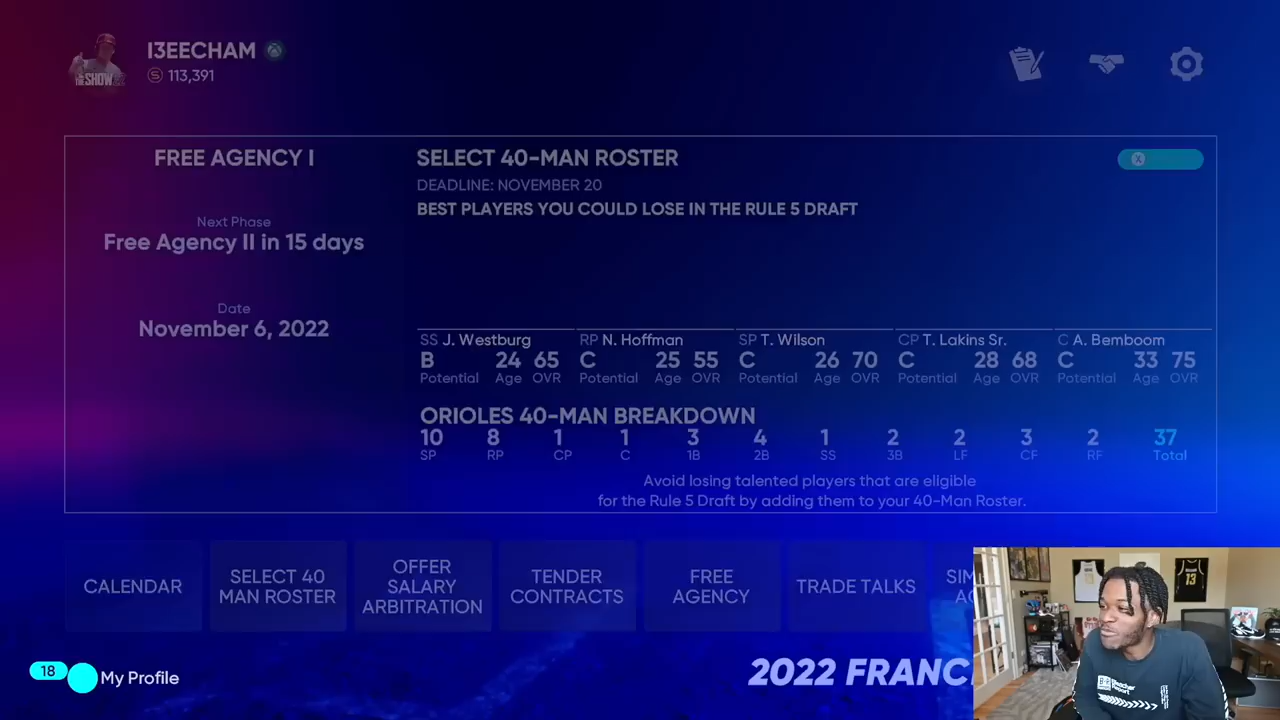 I3EECHAM
THE SHOW
S 113,391
FREE AGENCY I
Next Phase
Free Agency II in 15 days
Date
November 6, 2022
SELECT 40-MAN ROSTER
X
DEADLINE: NOVEMBER 20
BEST PLAYERS YOU COULD LOSE IN THE RULE 5 DRAFT
SS J. Westburg RP N. Hoffman SP T. Wilson CP T. Lakins Sr. C A. Bemboom
B 24 65 C 25 55 C 26 70 C 28 68 C 33 75
Potential Age OVR Potential Age OVR Potential Age OVR Potential Age OVR Potential Age OVR
ORIOLES 40-MAN BREAKDOWN
10 8 1 1 3 4 1 2 2 3 2 37
SP RP CP C 1B 2B SS 3B LF CF RF Total
Avoid losing talented players that are eligible
for the Rule 5 Draft by adding them to your 40-Man Roster.
CALENDAR
SELECT 40
MAN ROSTER
OFFER
SALARY
ARBITRATION
TENDER
CONTRACTS
FREE
AGENCY
TRADE TALKS
18 My Profile
2022 FRANC
13
Bleacher
Report